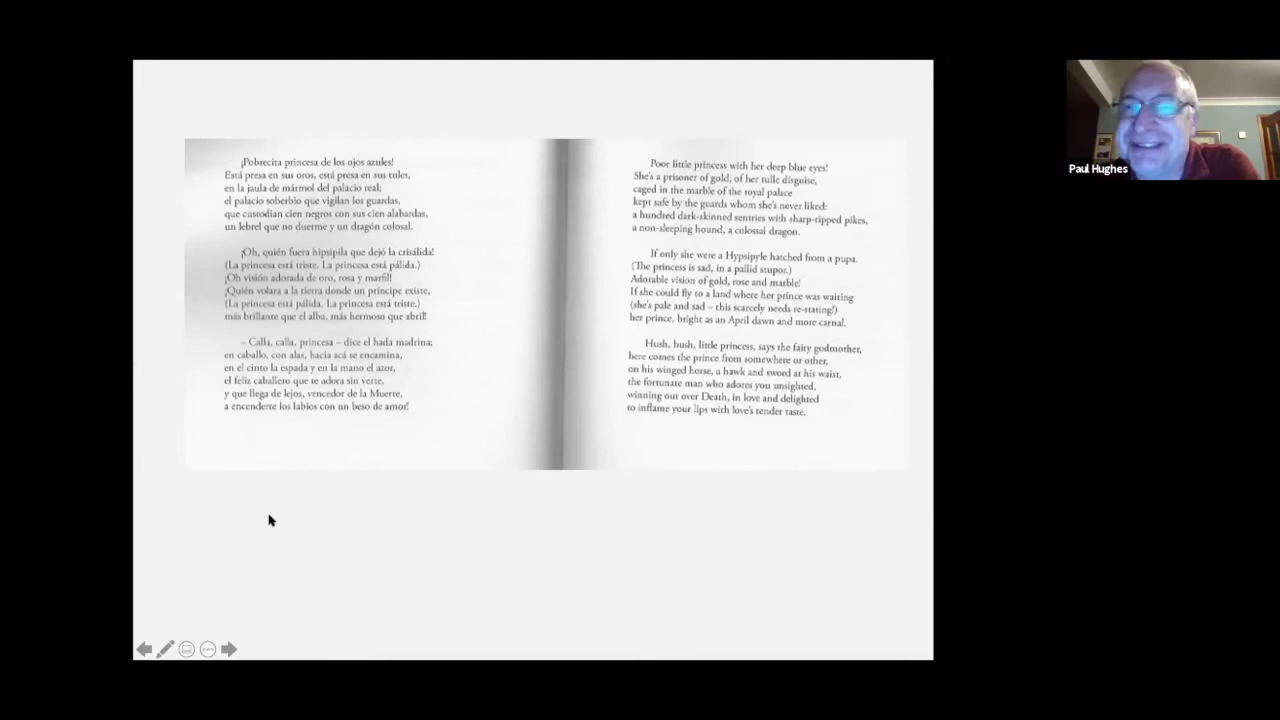 ¡Pobrecita princesa de los ojos azules!
Está presa en sus oros, está presa en sus tules,
en la jaula de mármol del palacio real;
el palacio soberbio que vigilan los guardas,
que custodian cien negros con sus cien alabardas,
un lebrel que no duerme y un dragón colosal.
¡Oh, quién fuera hipsipila que dejó la crisálida!
(La princesa está triste. La princesa está pálida.)
¡Oh visión adorada de oro, rosa y marfil!
¡Quién volara a la tierra donde un príncipe existe,
(La princesa está pálida. La princesa está triste.)
más brillante que el alba, más hermoso que abril!
– Calla, calla, princesa – dice el hada madrina;
en caballo, con alas, hacia acá se encamina,
en el cinto la espada y en la mano el azor,
el feliz caballero que te adora sin verte,
y que llega de lejos, vencedor de la Muerte,
a encenderte los labios con un beso de amor!
Poor little princess with her deep blue eyes!
She's a prisoner of gold, of her tulle disguise,
caged in the marble of the royal palace
kept safe by the guards whom she's never liked:
a hundred dark-skinned sentries with sharp-tipped pikes,
a non-sleeping hound, a colossal dragon.
If only she were a Hypsipyle hatched from a pupa.
(The princess is sad, in a pallid stupor.)
Adorable vision of gold, rose and marble!
If she could fly to a land where her prince was waiting
(she's pale and sad – this scarcely needs re-stating!)
her prince, bright as an April dawn and more carnal.
Hush, hush, little princess, says the fairy godmother,
here comes the prince from somewhere or other,
on his winged horse, a hawk and sword at his waist,
the fortunate man who adores you unsighted,
winning out over Death, in love and delighted
to inflame your lips with love's tender taste.
Paul Hughes